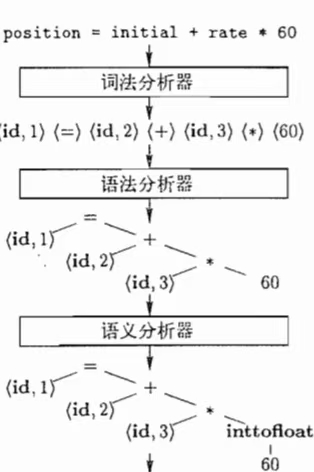 position = initial + rate * 60
词法分析器
⟨id, 1⟩ ⟨=⟩ ⟨id, 2⟩ ⟨+⟩ ⟨id, 3⟩ ⟨*⟩ ⟨60⟩
语法分析器
=
⟨id, 1⟩ +
⟨id, 2⟩ *
⟨id, 3⟩ 60
语义分析器
=
⟨id, 1⟩ +
⟨id, 2⟩ *
⟨id, 3⟩ inttofloat
60